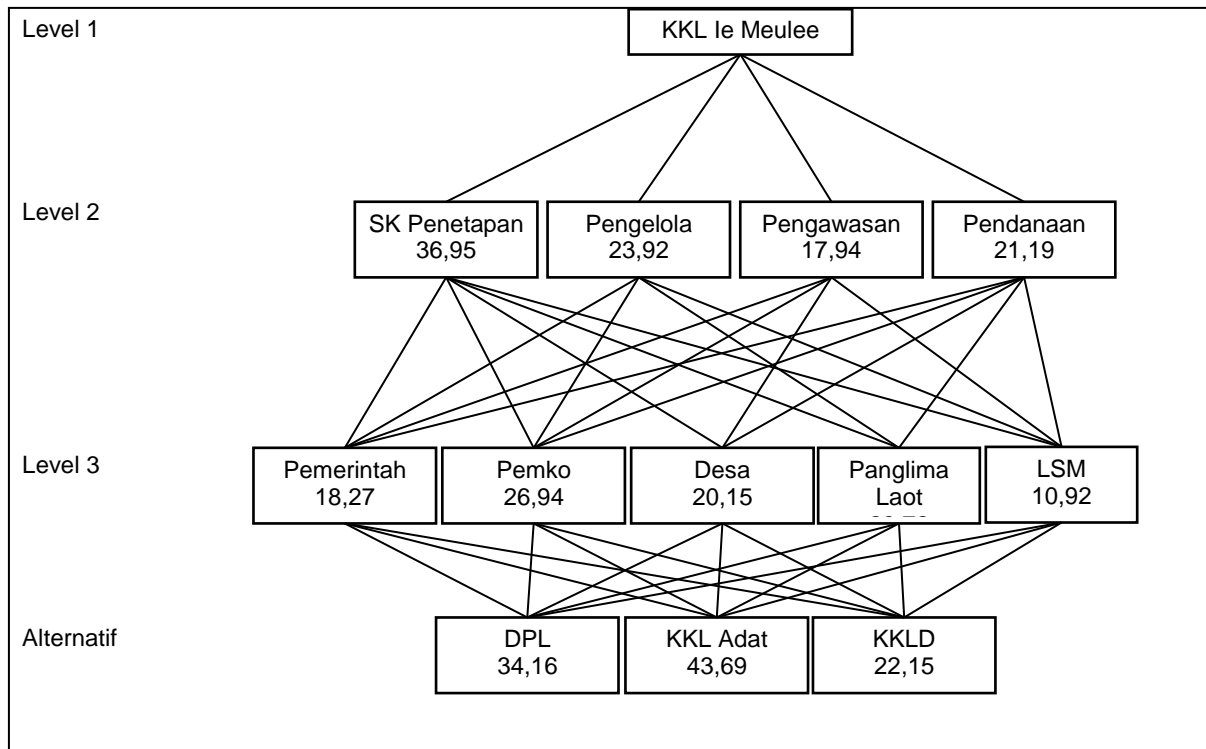 Level 1
KKL Ie Meulee
Level 2
SK Penetapan
36,95
Pengelola
23,92
Pengawasan
17,94
Pendanaan
21,19
Level 3
Pemerintah
18,27
Pemko
26,94
Desa
20,15
Panglima
Laot
LSM
10,92
Alternatif
DPL
34,16
KKL Adat
43,69
KKLD
22,15